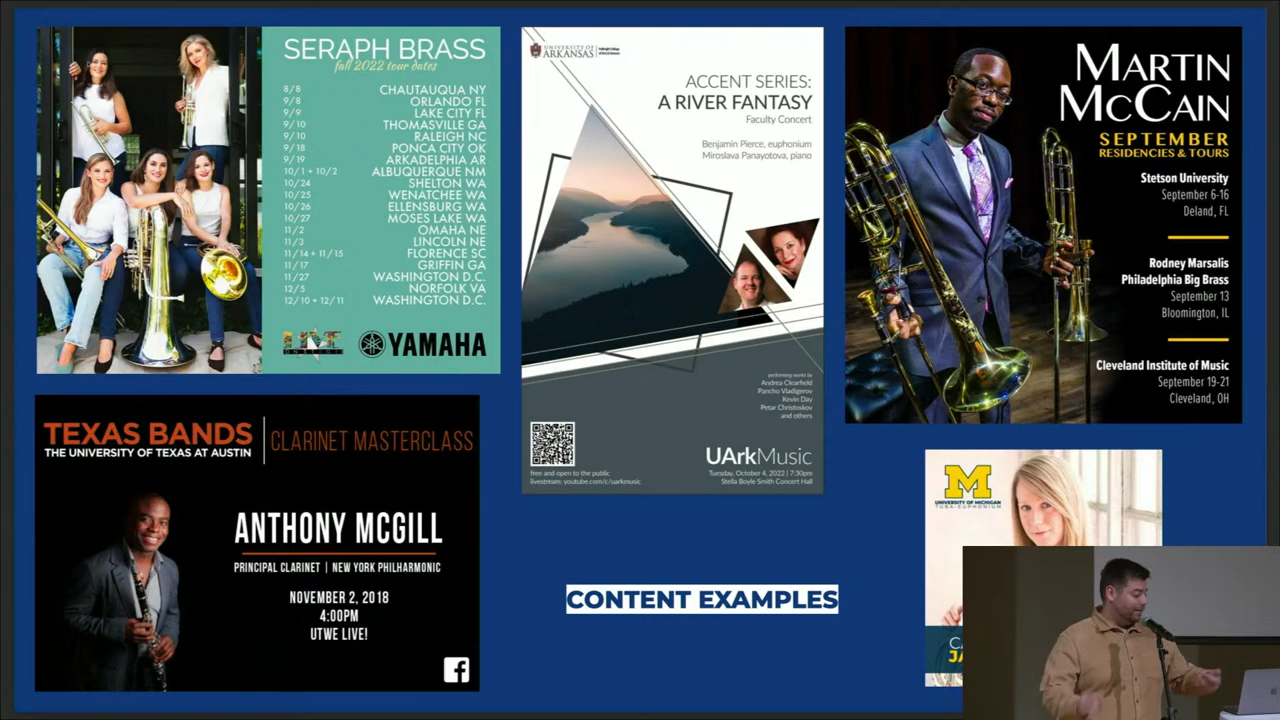 SERAPH BRASS
fall 2022 tour dates
8/8 CHAUTAUQUA NY
9/8 ORLANDO FL
9/9 LAKE CITY FL
9/10 THOMASVILLE GA
9/10 RALEIGH NC
9/18 PONCA CITY OK
9/19 ARKADELPHIA AR
10/1 + 10/2 ALBUQUERQUE NM
10/24 SHELTON WA
10/25 WENATCHEE WA
10/26 ELLENSBURG WA
10/27 MOSES LAKE WA
11/2 OMAHA NE
11/3 LINCOLN NE
11/14 + 11/15 FLORENCE SC
11/17 GRIFFIN GA
11/27 WASHINGTON D.C.
12/5 NORFOLK VA
12/10 + 12/11 WASHINGTON D.C.
LIVE
YAMAHA
TEXAS BANDS
THE UNIVERSITY OF TEXAS AT AUSTIN
CLARINET MASTERCLASS
ANTHONY MCGILL
PRINCIPAL CLARINET | NEW YORK PHILHARMONIC
NOVEMBER 2, 2018
4:00PM
UTWE LIVE!
UNIVERSITY OF
ARKANSAS
ACCENT SERIES:
A RIVER FANTASY
Faculty Concert
Benjamin Pierce, euphonium
Miroslava Panayotova, piano
performing works by
Andrea Clearfield
Pancho Vladigerov
Kevin Day
Petar Christoskov
and others
free and open to the public
livestream: youtube.com/c/uarkmusic
UArkMusic
Tuesday, October 4, 2022 | 7:30pm
Stella Boyle Smith Concert Hall
CONTENT EXAMPLES
MARTIN
MCCAIN
SEPTEMBER
RESIDENCIES & TOURS
Stetson University
September 6-16
Deland, FL
Rodney Marsalis
Philadelphia Big Brass
September 13
Bloomington, IL
Cleveland Institute of Music
September 19-21
Cleveland, OH
M
UNIVERSITY OF MICHIGAN
TUBA-EUPHONIUM